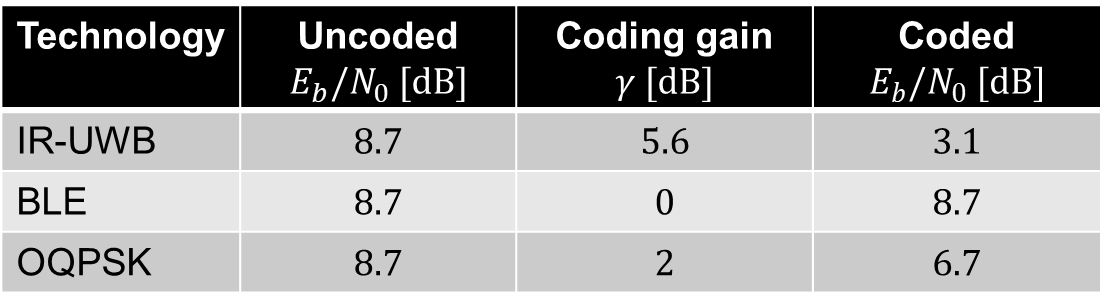 Technology Uncoded Coding gain Coded
E_b/N_0 [dB] γ [dB] E_b/N_0 [dB]
IR-UWB 8.7 5.6 3.1
BLE 8.7 0 8.7
OQPSK 8.7 2 6.7